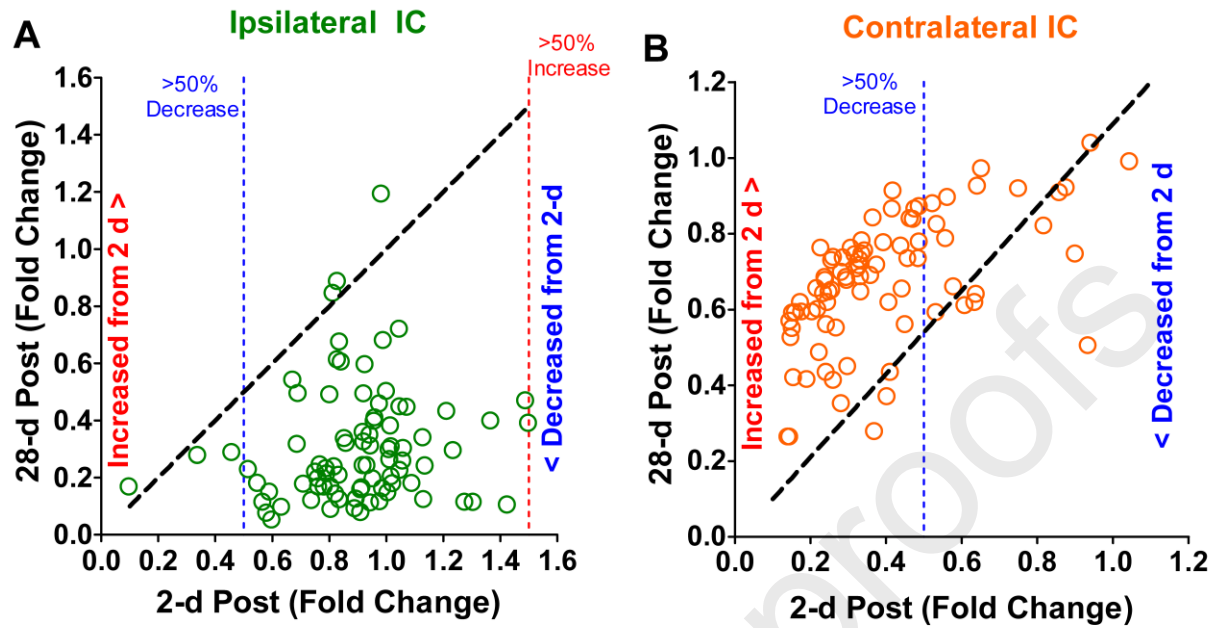 A
Ipsilateral IC
>50%
Decrease
>50%
Increase
28-d Post (Fold Change)
1.6
1.4
1.2
1.0
0.8
0.6
0.4
0.2
0.0
Increased from 2 d >
< Decreased from 2-d
0.0 0.2 0.4 0.6 0.8 1.0 1.2 1.4 1.6
2-d Post (Fold Change)
B
Contralateral IC
>50%
Decrease
28-d Post (Fold Change)
1.2
1.0
0.8
0.6
0.4
0.2
0.0
Increased from 2 d >
< Decreased from 2 d
0.0 0.2 0.4 0.6 0.8 1.0 1.2
2-d Post (Fold Change)
proofs